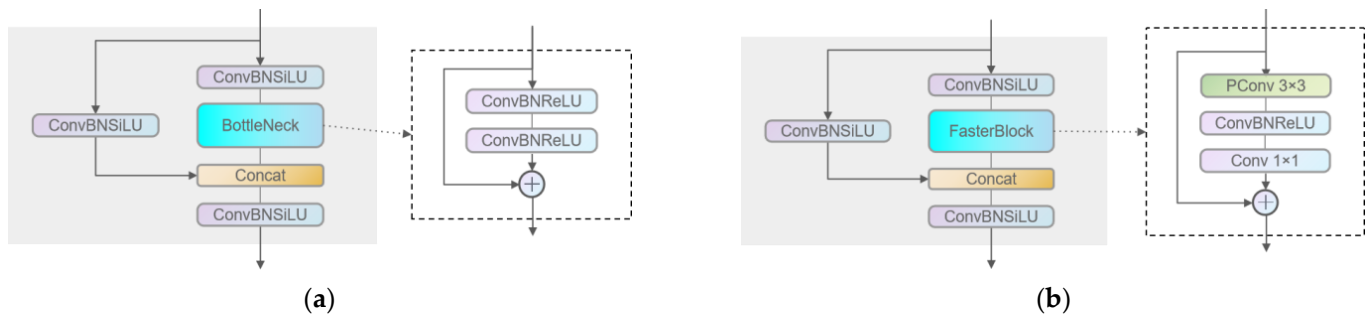 ConvBNSiLU
ConvBNSiLU
BottleNeck
Concat
ConvBNSiLU
ConvBNReLU
ConvBNReLU
(a)
ConvBNSiLU
ConvBNSiLU
FasterBlock
Concat
ConvBNSiLU
PConv 3×3
ConvBNReLU
Conv 1×1
(b)